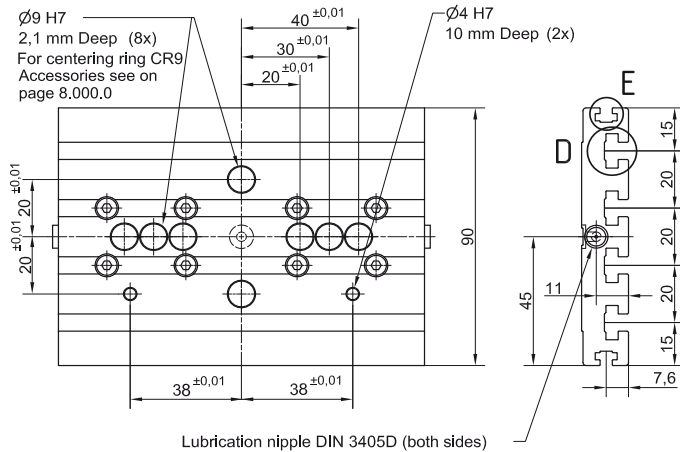 Ø9 H7
2,1 mm Deep (8x)
For centering ring CR9
Accessories see on
page 8.000.0
40 ±0,01
30 ±0,01
20 ±0,01
Ø4 H7
10 mm Deep (2x)
E
D
15
20
20
20
15
90
45
11
7,6
20 ±0,01
20 ±0,01
38 ±0,01
38 ±0,01
Lubrication nipple DIN 3405D (both sides)